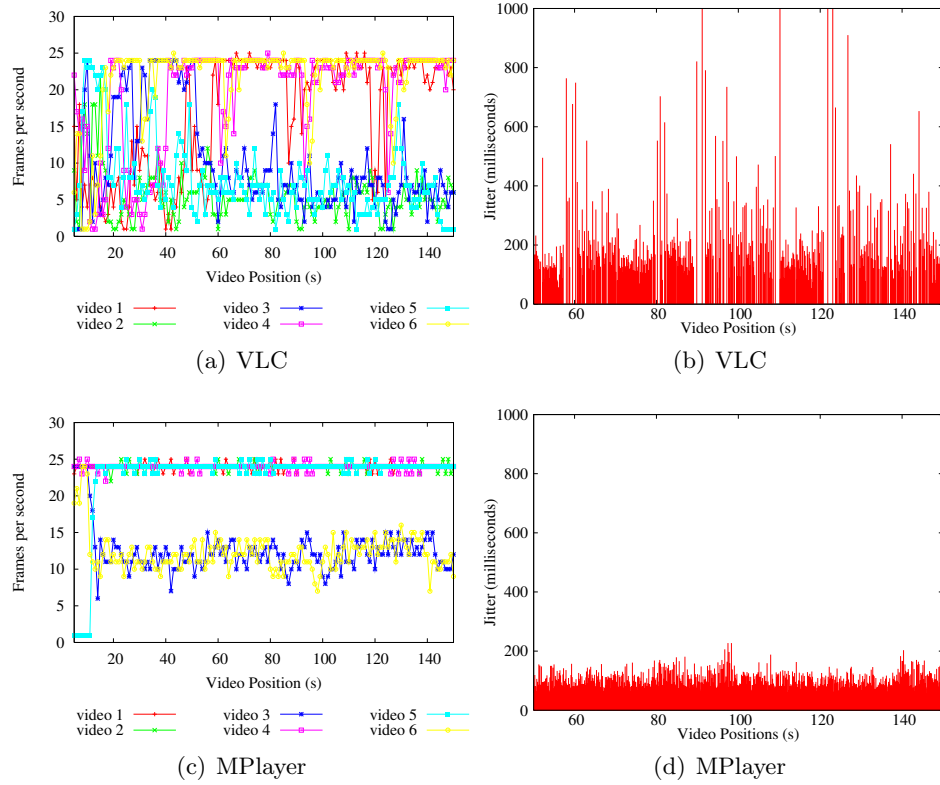 30
25
20
15
10
5
0
Frames per second
20 40 60 80 100 120 140
Video Position (s)
video 1 video 3 video 5
video 2 video 4 video 6
(a) VLC
1000
800
600
400
200
0
Jitter (milliseconds)
60 80 100 120 140
Video Position (s)
(b) VLC
30
25
20
15
10
5
0
Frames per second
20 40 60 80 100 120 140
Video Position (s)
video 1 video 3 video 5
video 2 video 4 video 6
(c) MPlayer
1000
800
600
400
200
0
Jitter (milliseconds)
60 80 100 120 140
Video Positions (s)
(d) MPlayer